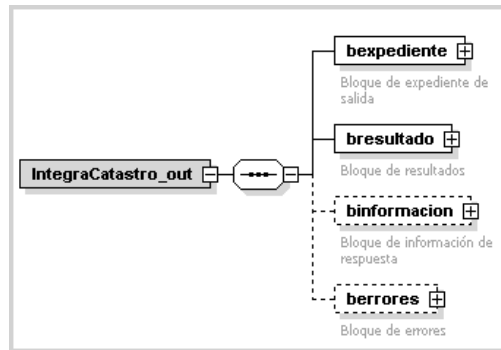 bexpediente
Bloque de expediente de
salida
bresultado
Bloque de resultados
IntegraCatastro_out
binformacion
Bloque de información de
respuesta
berrores
Bloque de errores